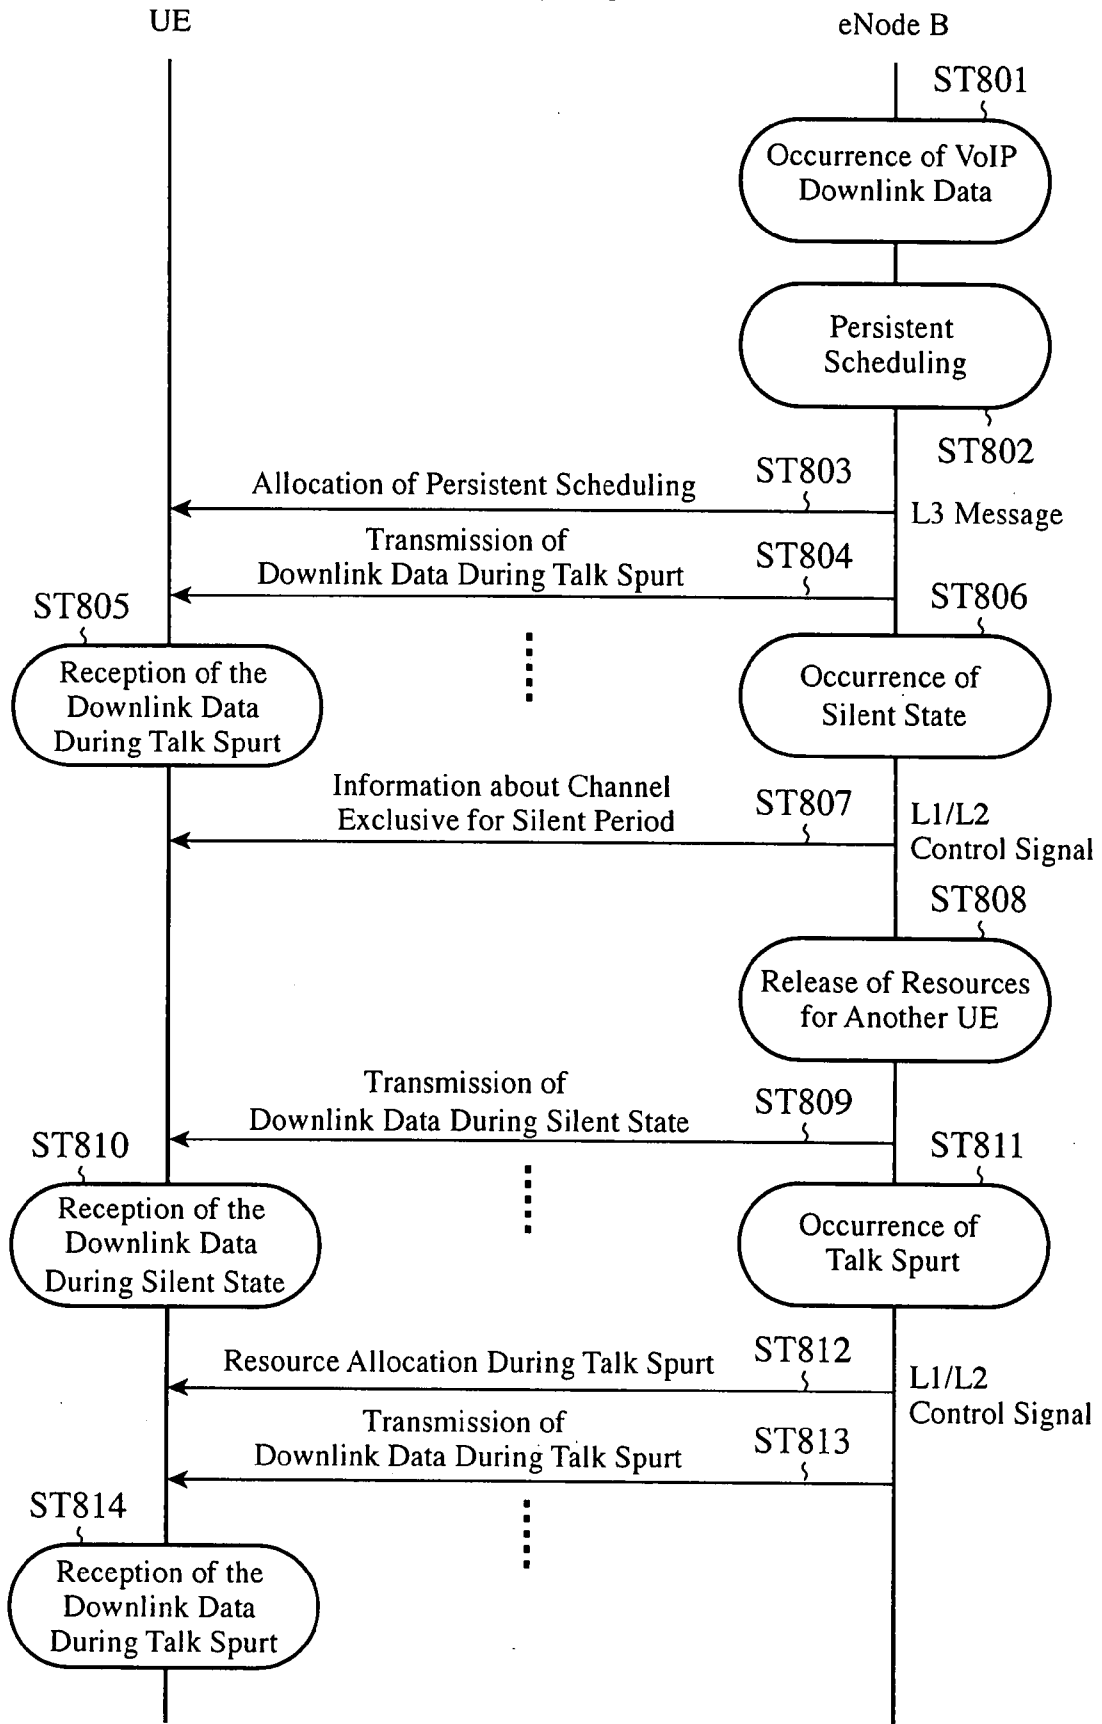 UE
eNode B
ST801
Occurrence of VoIP
Downlink Data
Persistent
Scheduling
ST802
ST803
Allocation of Persistent Scheduling
L3 Message
Transmission of
Downlink Data During Talk Spurt
ST804
ST805
ST806
Reception of the
Downlink Data
During Talk Spurt
Occurrence of
Silent State
Information about Channel
Exclusive for Silent Period
ST807
L1/L2
Control Signal
ST808
Release of Resources
for Another UE
Transmission of
Downlink Data During Silent State
ST809
ST810
ST811
Reception of the
Downlink Data
During Silent State
Occurrence of
Talk Spurt
Resource Allocation During Talk Spurt
ST812
L1/L2
Control Signal
Transmission of
Downlink Data During Talk Spurt
ST813
ST814
Reception of the
Downlink Data
During Talk Spurt